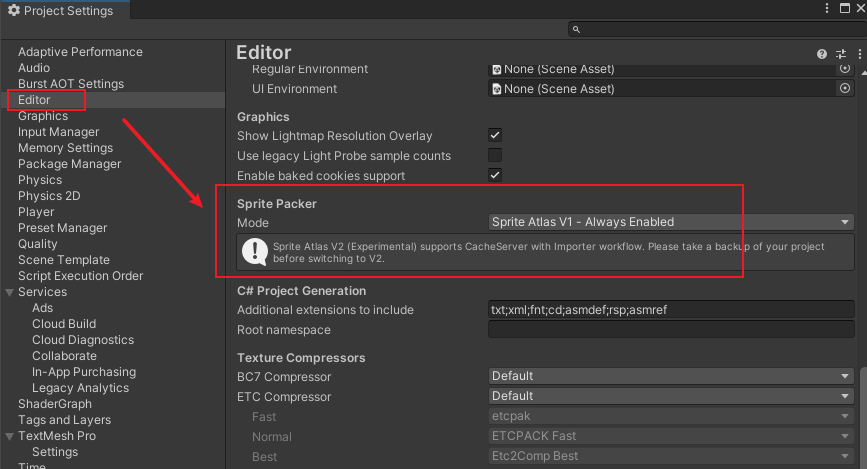 Project Settings
Adaptive Performance
Audio
Burst AOT Settings
Editor
Graphics
Input Manager
Memory Settings
Package Manager
Physics
Physics 2D
Player
Preset Manager
Quality
Scene Template
Script Execution Order
Services
Ads
Cloud Build
Cloud Diagnostics
Collaborate
In-App Purchasing
Legacy Analytics
ShaderGraph
Tags and Layers
TextMesh Pro
Settings
Time
Editor
Regular Environment None (Scene Asset)
UI Environment None (Scene Asset)
Graphics
Show Lightmap Resolution Overlay
Use legacy Light Probe sample counts
Enable baked cookies support
Sprite Packer
Mode Sprite Atlas V1 - Always Enabled
Sprite Atlas V2 (Experimental) supports CacheServer with Importer workflow. Please take a backup of your project
before switching to V2.
C# Project Generation
Additional extensions to include txt;xml;fnt;cd;asmdef;rsp;asmref
Root namespace
Texture Compressors
BC7 Compressor Default
ETC Compressor Default
Fast etcpak
Normal ETCPACK Fast
Best Etc2Comp Best